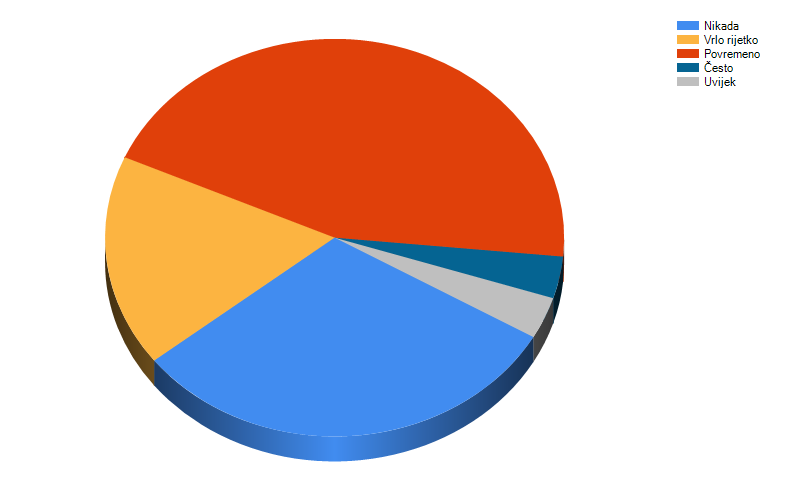 Nikada
Vrlo rijetko
Povremeno
Često
Uvijek